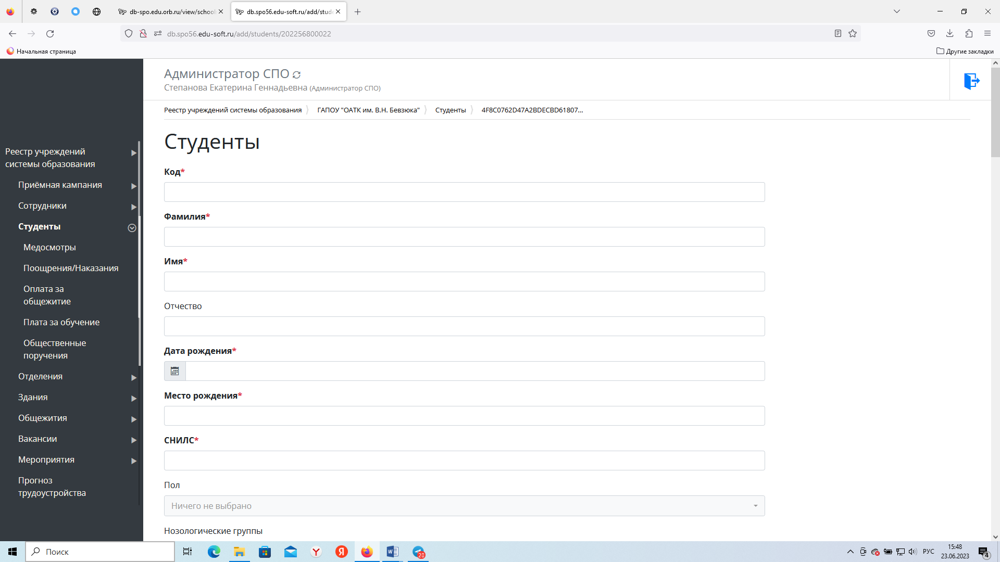 db-spo.edu.orb.ru/view/school
db.spo56.edu-soft.ru/add/stude
db.spo56.edu-soft.ru/add/students/202256800022
Начальная страница
Другие закладки
Администратор СПО
Степанова Екатерина Геннадьевна (Администратор СПО)
Реестр учреждений системы образования
ГАПОУ "ОАТК им. В.Н. Бевзюка"
Студенты
4F8C0762D47A2BDECBD61807...
Реестр учреждений
системы образования
Приёмная кампания
Сотрудники
Студенты
Медосмотры
Поощрения/Наказания
Оплата за
общежитие
Плата за обучение
Общественные
поручения
Отделения
Здания
Общежития
Вакансии
Мероприятия
Прогноз
трудоустройства
Студенты
Код*
Фамилия*
Имя*
Отчество
Дата рождения*
Место рождения*
СНИЛС*
Пол
Ничего не выбрано
Нозологические группы
Поиск
20
РУС
15:48
23.06.2023
4